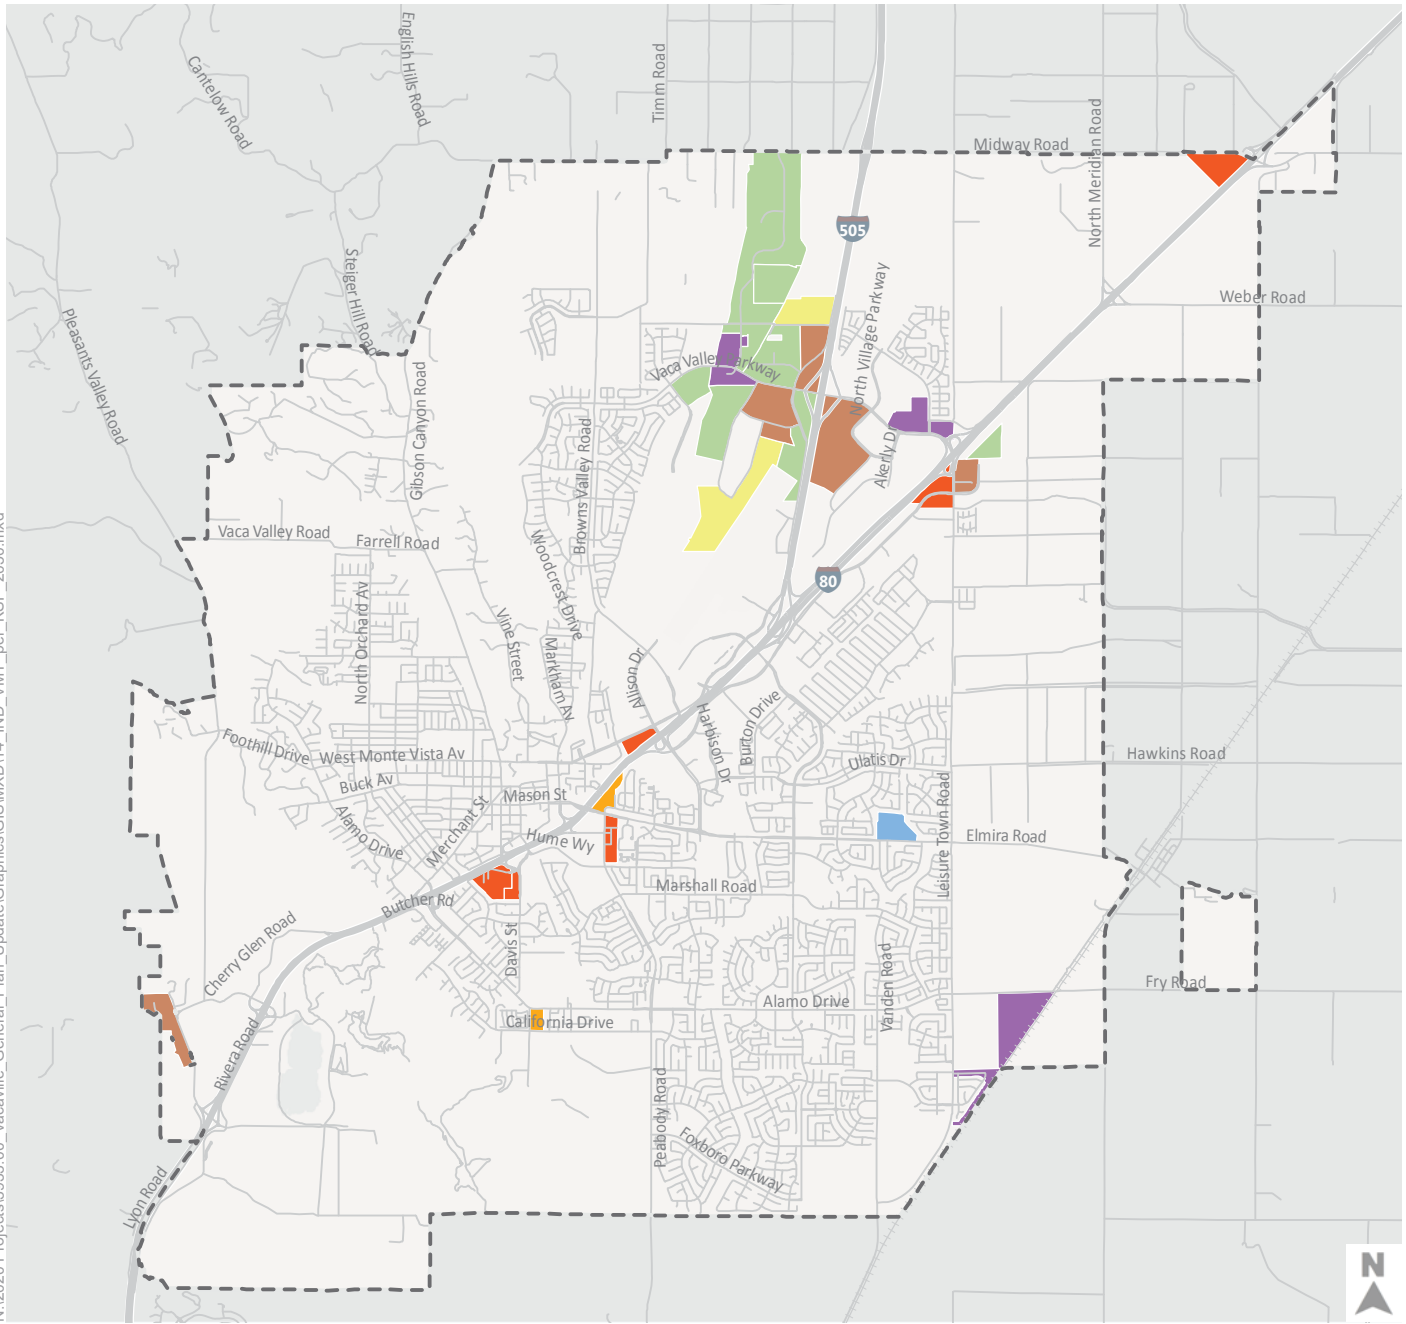 English Hills Road
Cantelow Road
Timm Road
Midway Road
North Meridian Road
505
Steiger Hill Road
North Village Parkway
Weber Road
Pleasants Valley Road
Vaca Valley Parkway
Gibson Canyon Road
Browns Valley Road
Akerly Dr
Vaca Valley Road
Farrell Road
Woodcrest Drive
80
North Orchard Av
Vine Street
Markham Av
Allison Dr
Harbison Dr
Burton Drive
Foothill Drive
West Monte Vista Av
Ulatis Dr
Hawkins Road
Buck Av
Mason St
Leisure Town Road
Alamo Drive
Merchant St
Hume Wy
Elmira Road
Marshall Road
Butcher Rd
Cherry Glen Road
Davis St
Vanden Road
Fry Road
Alamo Drive
California Drive
Rivera Road
Peabody Road
Foxboro Parkway
Lyon Road
N